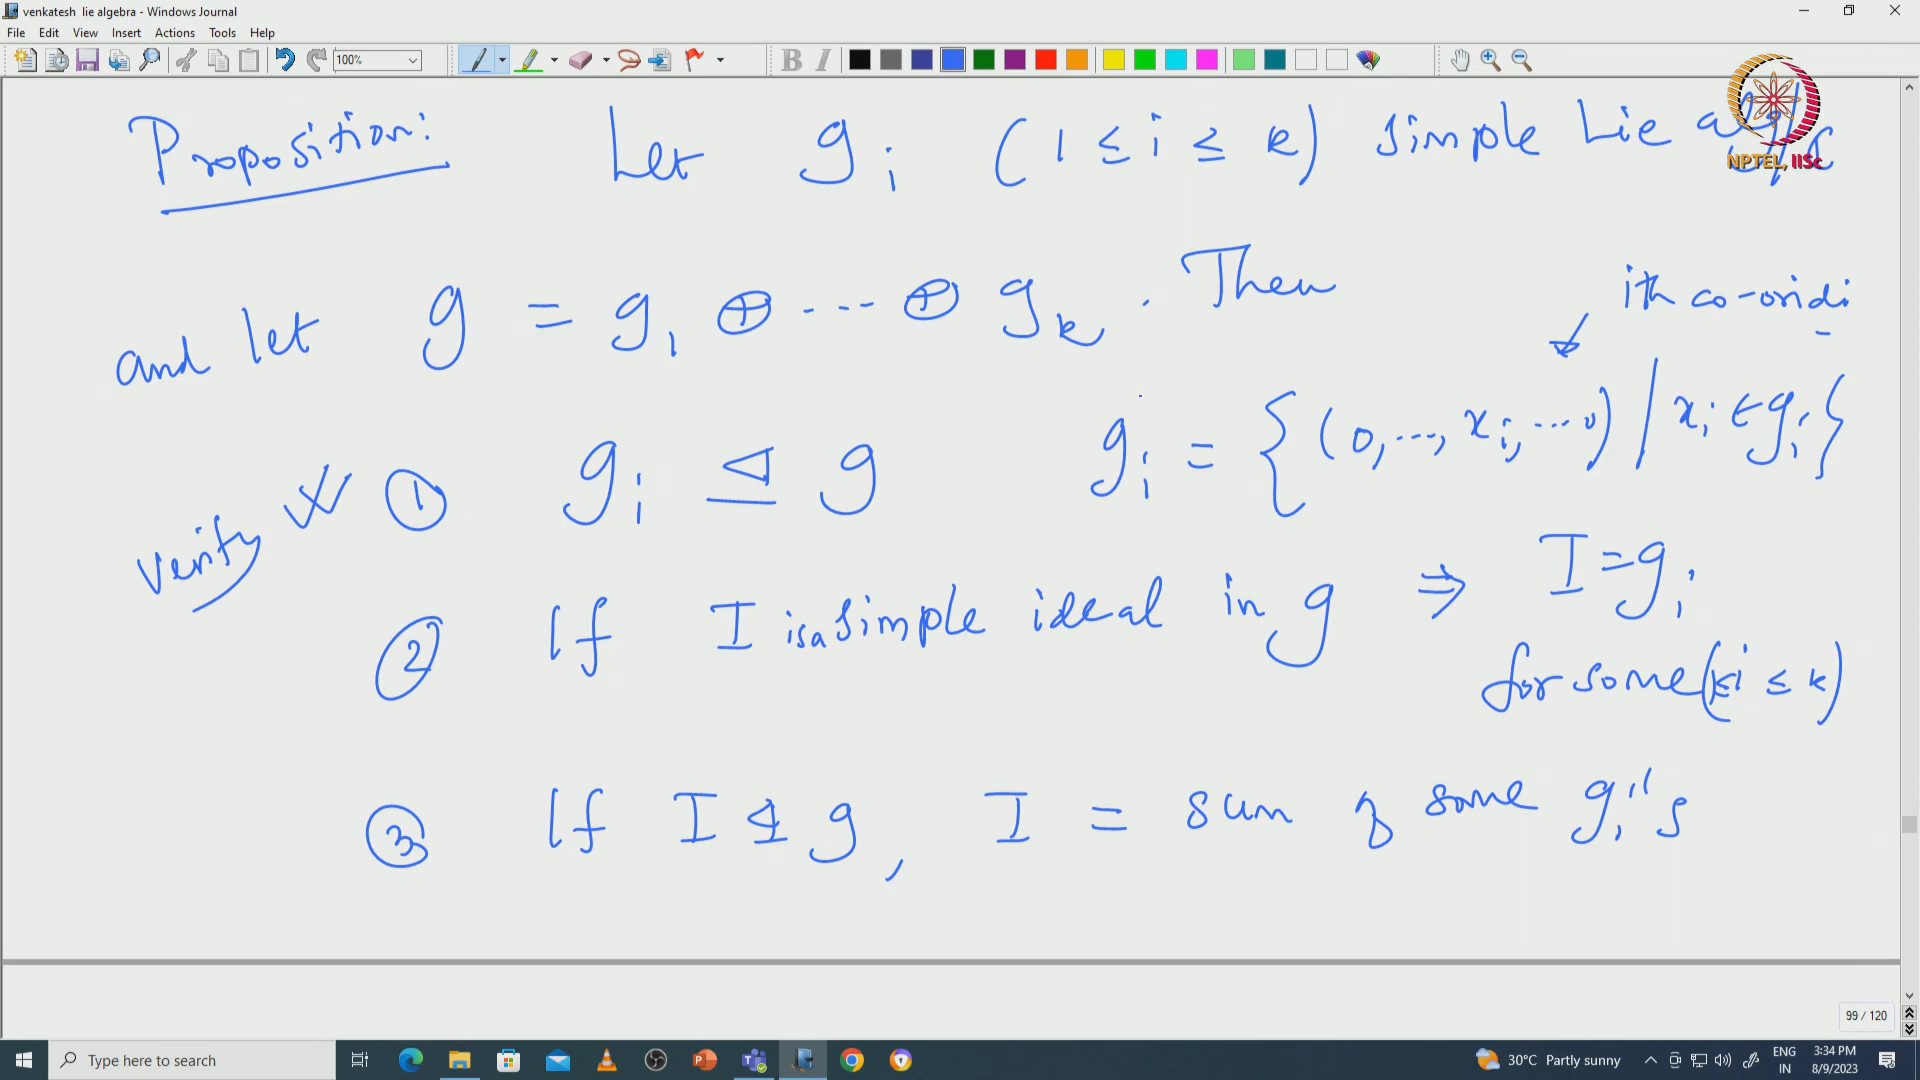 venkatesh lie algebra - Windows Journal
File Edit View Insert Actions Tools Help
100%
B I
NPTEL, IISc
Proposition: Let g_i (1 ≤ i ≤ k) simple Lie
and let g = g_1 ⊕ --- ⊕ g_k . Then
ith co-ordi
verify ① g_i ⊴ g g_i = {(0, ..., x_i, ... 0) | x_i ∈ g_i}
② If I is a simple ideal in g ⇒ I = g_i
for some (1 ≤ i ≤ k)
③ If I ⊴ g, I = sum of some g_i's
99 / 120
Type here to search
30°C Partly sunny
ENG
IN
3:34 PM
8/9/2023